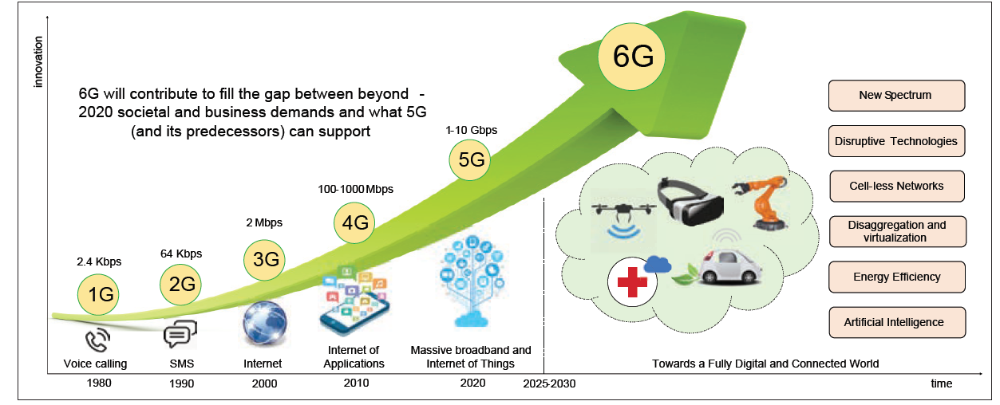 innovation
6G will contribute to fill the gap between beyond -
2020 societal and business demands and what 5G
(and its predecessors) can support
6G
1-10 Gbps
5G
100-1000 Mbps
4G
2 Mbps
3G
64 Kbps
2G
2.4 Kbps
1G
New Spectrum
Disruptive Technologies
Cell-less Networks
Disaggregation and
virtualization
Energy Efficiency
Artificial Intelligence
Voice calling
SMS
Internet
Internet of
Applications
Massive broadband and
Internet of Things
Towards a Fully Digital and Connected World
1980
1990
2000
2010
2020
2025-2030
time